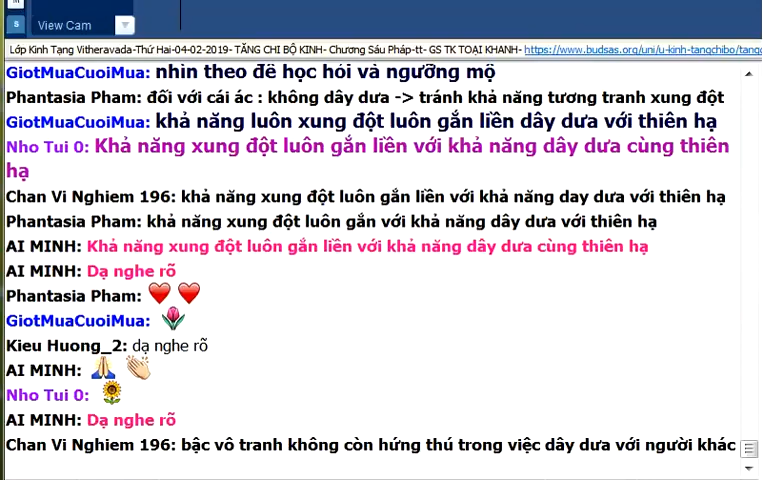 M
S View Cam
Lớp Kinh Tạng Vitheravada-Thứ Hai-04-02-2019- TĂNG CHI BỘ KINH- Chương Sáu Pháp-tt- GS TK TOẠI KHANH- https://www.budsas.org/uni/u-kinh-tangchibo/tangc
GiotMuaCuoiMua: nhìn theo để học hỏi và ngưỡng mộ
Phantasia Pham: đối với cái ác : không dây dưa -> tránh khả năng tương tranh xung đột
GiotMuaCuoiMua: khả năng luôn xung đột luôn gắn liền dây dưa với thiên hạ
Nho Tui 0: Khả năng xung đột luôn gắn liền với khả năng dây dưa cùng thiên
hạ
Chan Vi Nghiem 196: khả năng xung đột luôn gắn liền với khả năng day dưa với thiên hạ
Phantasia Pham: khả năng xung đột luôn gắn với khả năng dây dưa với thiên hạ
AI MINH: Khả năng xung đột luôn gắn liền với khả năng dây dưa cùng thiên hạ
AI MINH: Dạ nghe rõ
Phantasia Pham:
GiotMuaCuoiMua:
Kieu Huong_2: dạ nghe rõ
AI MINH:
Nho Tui 0:
AI MINH: Dạ nghe rõ
Chan Vi Nghiem 196: bậc vô tranh không còn hứng thú trong việc dây dưa với người khác